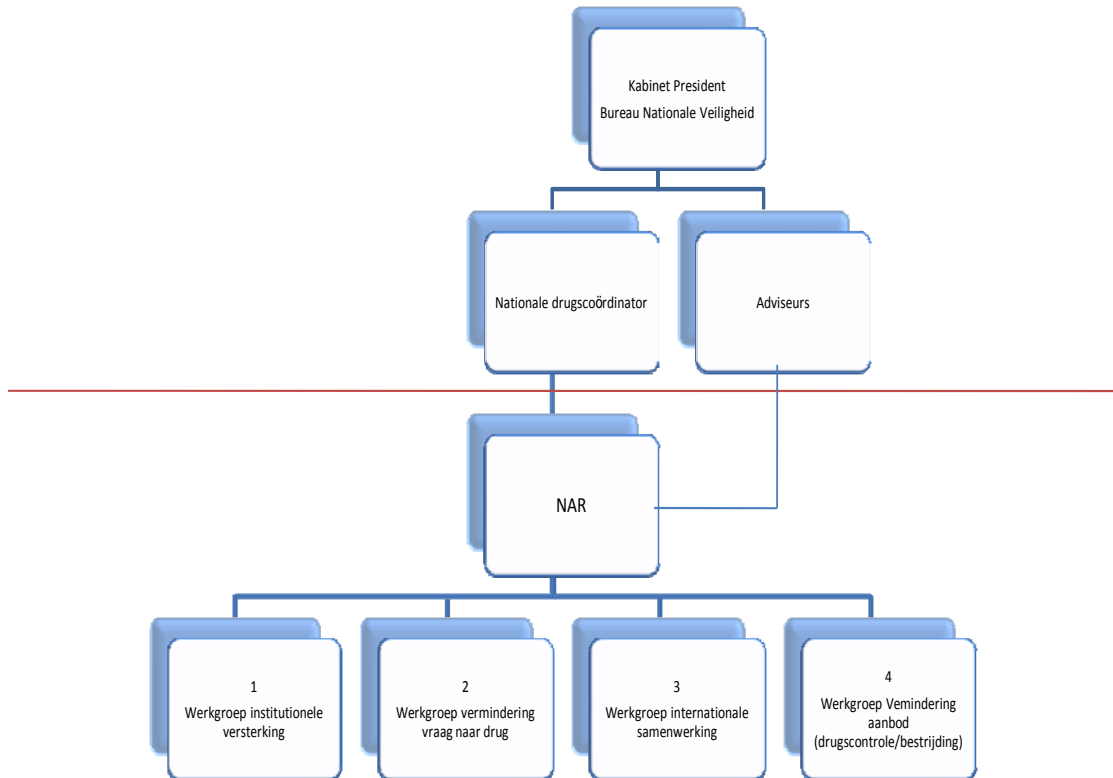 Kabinet President
Bureau Nationale Veiligheid
Nationale drugscoördinator
Adviseurs
NAR
1
Werkgroep institutionele
versterking
2
Werkgroep vermindering
vraag naar drug
3
Werkgroep internationale
samenwerking
4
Werkgroep Vemindering
aanbod
(drugscontrole/bestrijding)